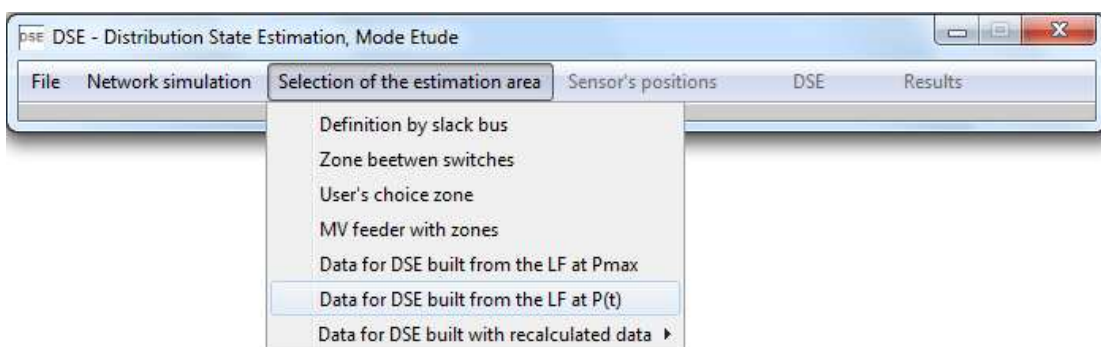 DSE DSE - Distribution State Estimation, Mode Etude
File Network simulation Selection of the estimation area Sensor's positions DSE Results
Definition by slack bus
Zone beetwen switches
User's choice zone
MV feeder with zones
Data for DSE built from the LF at Pmax
Data for DSE built from the LF at P(t)
Data for DSE built with recalculated data